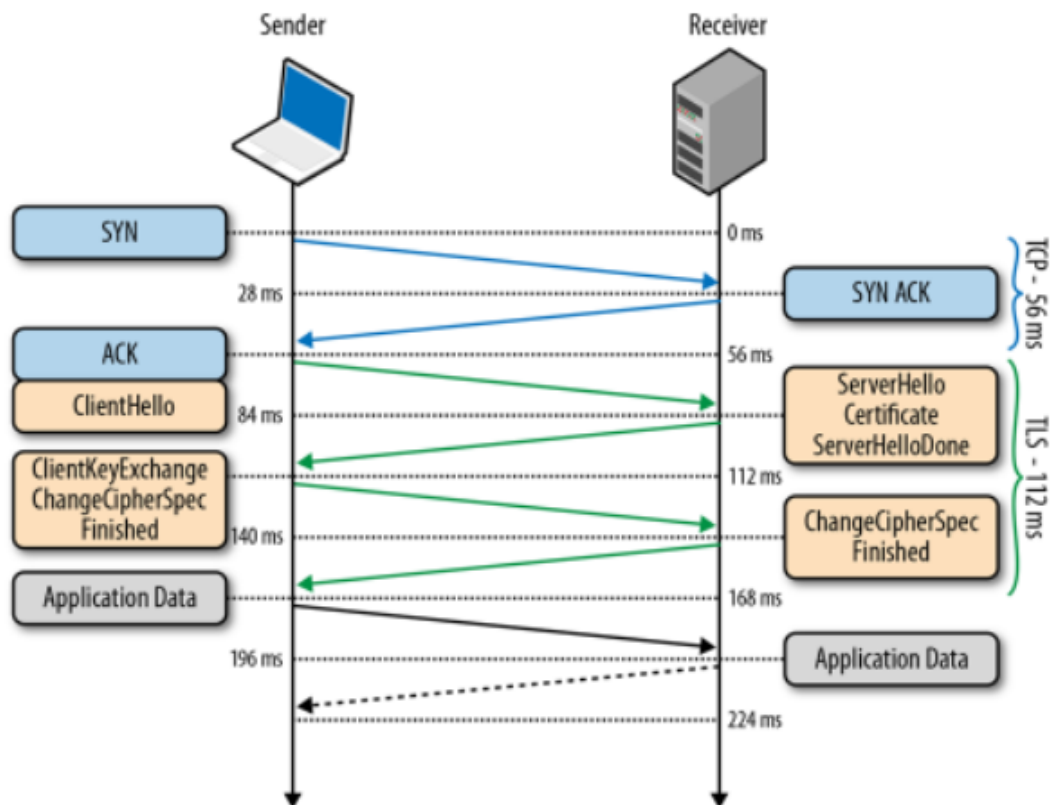 Sender
Receiver
SYN
0 ms
28 ms
SYN ACK
TCP - 56 ms
ACK
56 ms
ClientHello
84 ms
ServerHello
Certificate
ServerHelloDone
TLS - 112 ms
ClientKeyExchange
ChangeCipherSpec
Finished
112 ms
140 ms
ChangeCipherSpec
Finished
Application Data
168 ms
196 ms
Application Data
224 ms